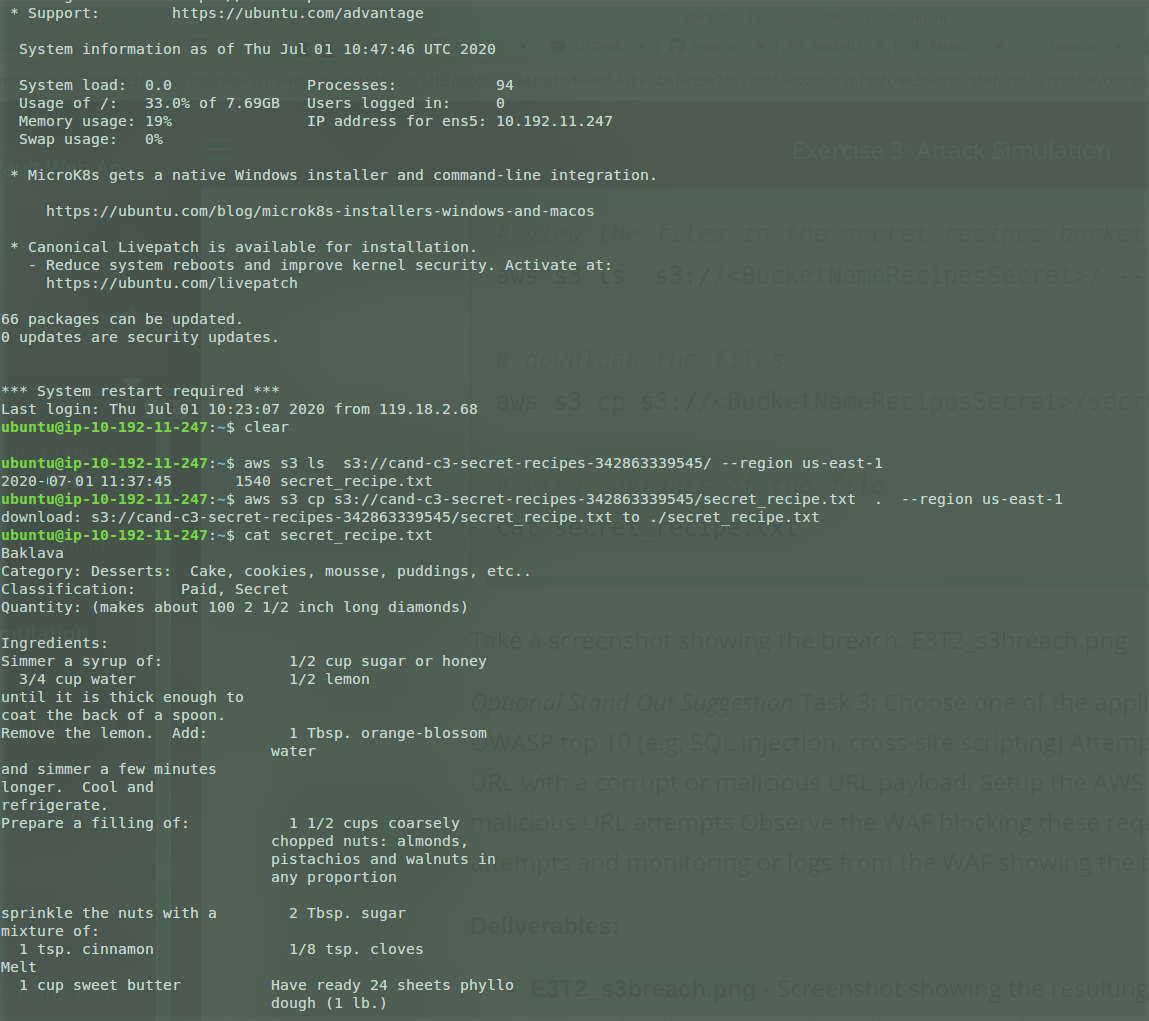 * Support:        https://ubuntu.com/advantage
  System information as of Thu Jul 01 10:47:46 UTC 2020
  System load:  0.0               Processes:           94
  Usage of /:   33.0% of 7.69GB   Users logged in:     0
  Memory usage: 19%               IP address for ens5: 10.192.11.247
  Swap usage:   0%
 * MicroK8s gets a native Windows installer and command-line integration.
     https://ubuntu.com/blog/microk8s-installers-windows-and-macos
 * Canonical Livepatch is available for installation.
   - Reduce system reboots and improve kernel security. Activate at:
     https://ubuntu.com/livepatch
66 packages can be updated.
0 updates are security updates.
*** System restart required ***
Last login: Thu Jul 01 10:23:07 2020 from 119.18.2.68
ubuntu@ip-10-192-11-247:~$ clear
ubuntu@ip-10-192-11-247:~$ aws s3 ls  s3://cand-c3-secret-recipes-342863339545/ --region us-east-1
2020-07-01 11:37:45       1540 secret_recipe.txt
ubuntu@ip-10-192-11-247:~$ aws s3 cp s3://cand-c3-secret-recipes-342863339545/secret_recipe.txt  .  --region us-east-1
download: s3://cand-c3-secret-recipes-342863339545/secret_recipe.txt to ./secret_recipe.txt
ubuntu@ip-10-192-11-247:~$ cat secret_recipe.txt
Baklava
Category: Desserts:  Cake, cookies, mousse, puddings, etc..
Classification:     Paid, Secret
Quantity: (makes about 100 2 1/2 inch long diamonds)
Ingredients:
Simmer a syrup of:              1/2 cup sugar or honey
  3/4 cup water                 1/2 lemon
until it is thick enough to
coat the back of a spoon.
Remove the lemon.  Add:         1 Tbsp. orange-blossom
                              water
and simmer a few minutes
longer.  Cool and
refrigerate.
Prepare a filling of:           1 1/2 cups coarsely
                              chopped nuts: almonds,
                              pistachios and walnuts in
                              any proportion
sprinkle the nuts with a        2 Tbsp. sugar
mixture of:
  1 tsp. cinnamon               1/8 tsp. cloves
Melt
  1 cup sweet butter          Have ready 24 sheets phyllo
                              dough (1 lb.)
Exercise 3: Attack Simulation
# view the files in the secret recipes bucket
aws s3 ls  s3://<BucketNameRecipesSecret>/ --
# download the files
aws s3 cp s3://<BucketNameRecipesSecret>/secr
# view contents of the file
cat secret_recipe.txt
Take a screenshot showing the breach: E3T2_s3breach.png
Optional Stand Out Suggestion Task 3: Choose one of the appli
OWASP top 10 (e.g. SQL injection, cross-site scripting) Attemp
URL with a corrupt or malicious URL payload. Setup the AWS
malicious URL attempts Observe the WAF blocking these requ
attempts and monitoring or logs from the WAF showing the b
Deliverables:
E3T2_s3breach.png - Screenshot showing the resulting